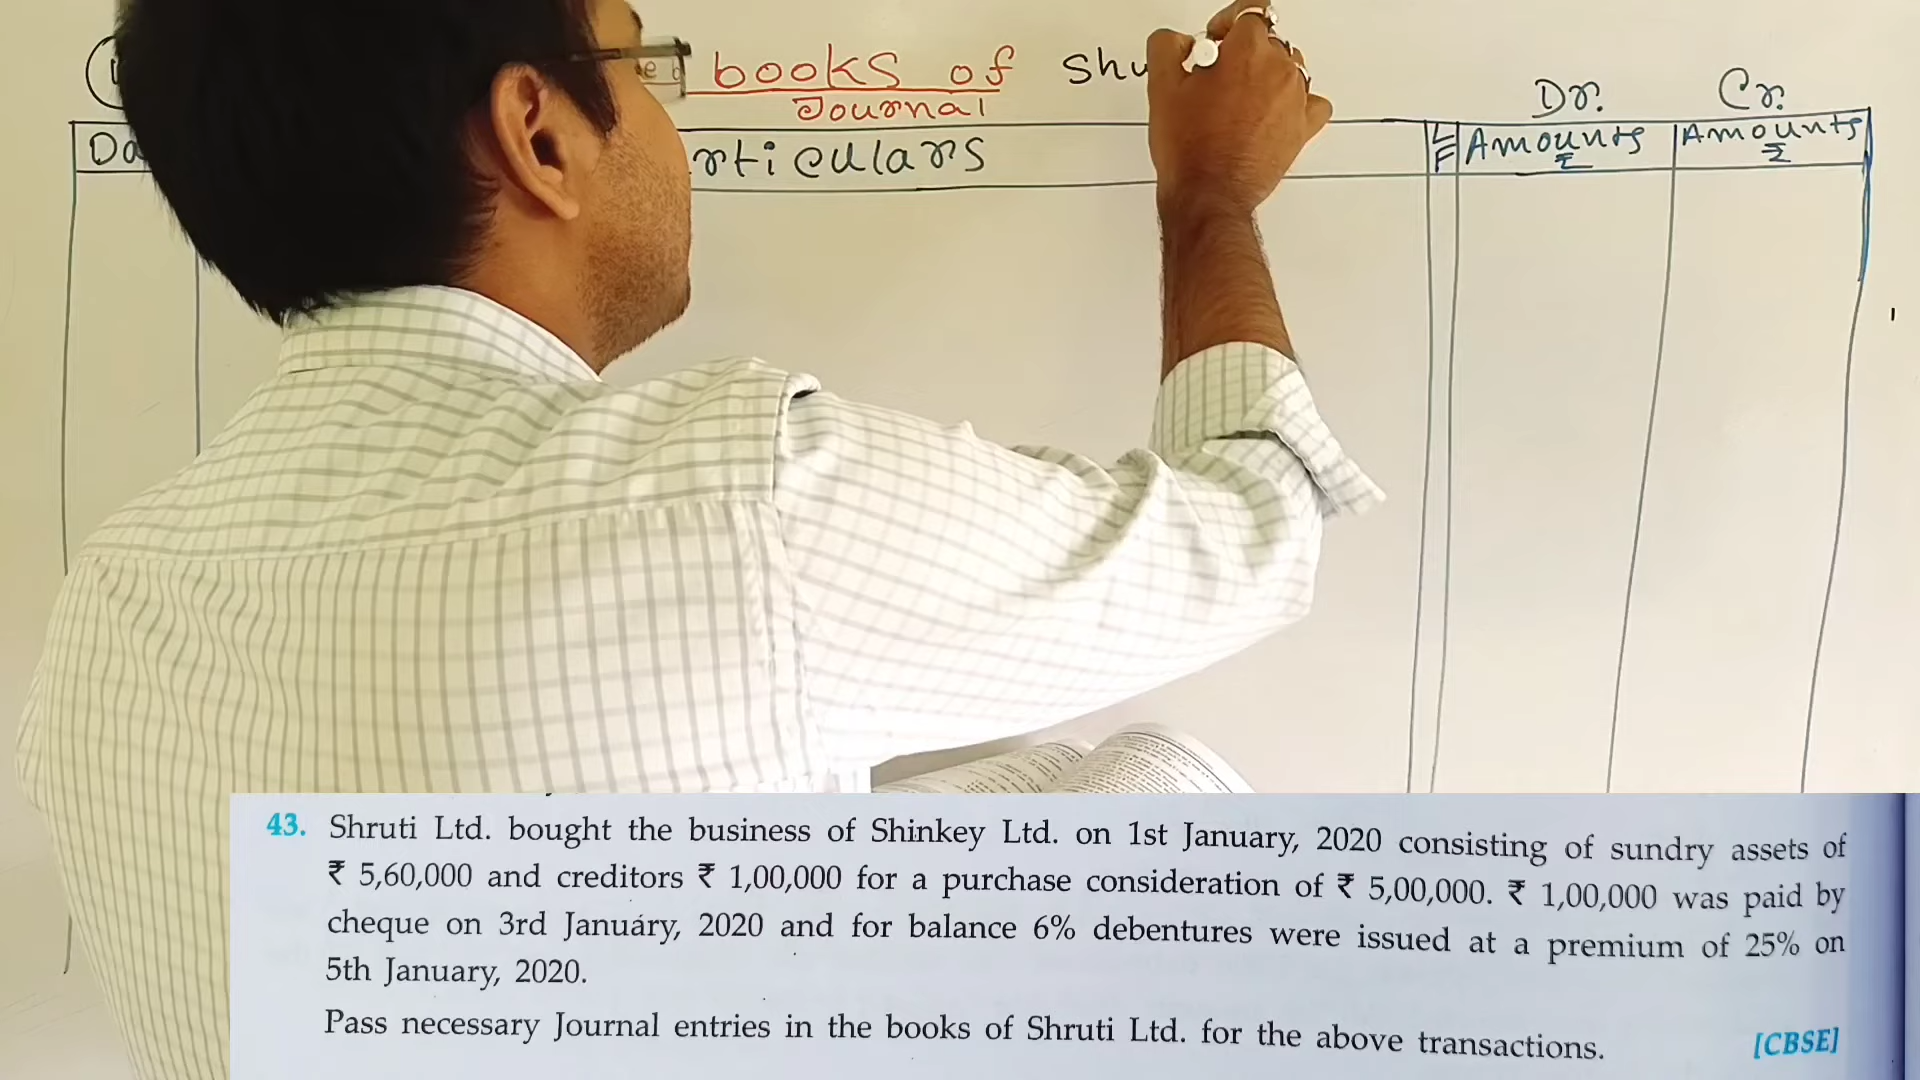 books of Shu
Journal
Dr. Cr.
Particulars L F Amounts ₹ Amounts ₹
43. Shruti Ltd. bought the business of Shinkey Ltd. on 1st January, 2020 consisting of sundry assets of
₹ 5,60,000 and creditors ₹ 1,00,000 for a purchase consideration of ₹ 5,00,000. ₹ 1,00,000 was paid by
cheque on 3rd January, 2020 and for balance 6% debentures were issued at a premium of 25% on
5th January, 2020.
Pass necessary Journal entries in the books of Shruti Ltd. for the above transactions.
[CBSE]